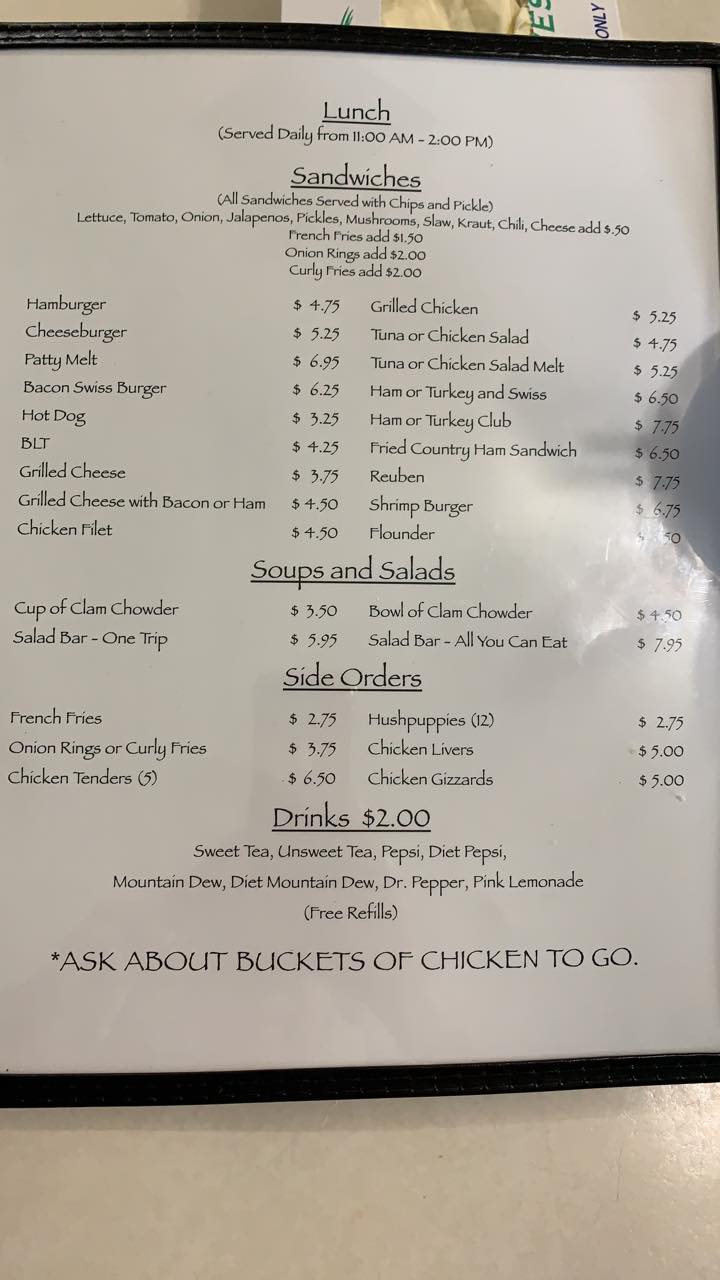 ONLY
Lunch
(Served Daily from 11:00 AM - 2:00 PM)
Sandwiches
(All Sandwiches Served with Chips and Pickle)
Lettuce, Tomato, Onion, Jalapenos, Pickles, Mushrooms, Slaw, Kraut, Chili, Cheese add $.50
French Fries add $1.50
Onion Rings add $2.00
Curly Fries add $2.00
Hamburger $ 4.75 Grilled Chicken $ 5.25
Cheeseburger $ 5.25 Tuna or Chicken Salad $ 4.75
Patty Melt $ 6.95 Tuna or Chicken Salad Melt $ 5.25
Bacon Swiss Burger $ 6.25 Ham or Turkey and Swiss $ 6.50
Hot Dog $ 3.25 Ham or Turkey Club $ 7.75
BLT $ 4.25 Fried Country Ham Sandwich $ 6.50
Grilled Cheese $ 3.75 Reuben $ 7.75
Grilled Cheese with Bacon or Ham $ 4.50 Shrimp Burger $ 6.75
Chicken Filet $ 4.50 Flounder
Soups and Salads
Cup of Clam Chowder $ 3.50 Bowl of Clam Chowder $ 4.50
Salad Bar - One Trip $ 5.95 Salad Bar - All You Can Eat $ 7.95
Side Orders
French Fries $ 2.75 Hushpuppies (12) $ 2.75
Onion Rings or Curly Fries $ 3.75 Chicken Livers $ 5.00
Chicken Tenders (5) $ 6.50 Chicken Gizzards $ 5.00
Drinks $2.00
Sweet Tea, Unsweet Tea, Pepsi, Diet Pepsi,
Mountain Dew, Diet Mountain Dew, Dr. Pepper, Pink Lemonade
(Free Refills)
*ASK ABOUT BUCKETS OF CHICKEN TO GO.